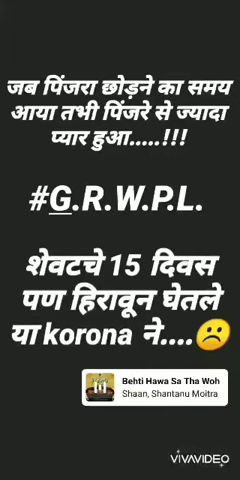 जब पिंजरा छोड़ने का समय
आया तभी पिंजरे से ज्यादा
प्यार हुआ.....!!!
#G.R.W.P.L.
शेवटचे 15 दिवस
पण हिरावून घेतले
या korona ने....☹️
Behti Hawa Sa Tha Woh
Shaan, Shantanu Moitra
VIVAVIDEO